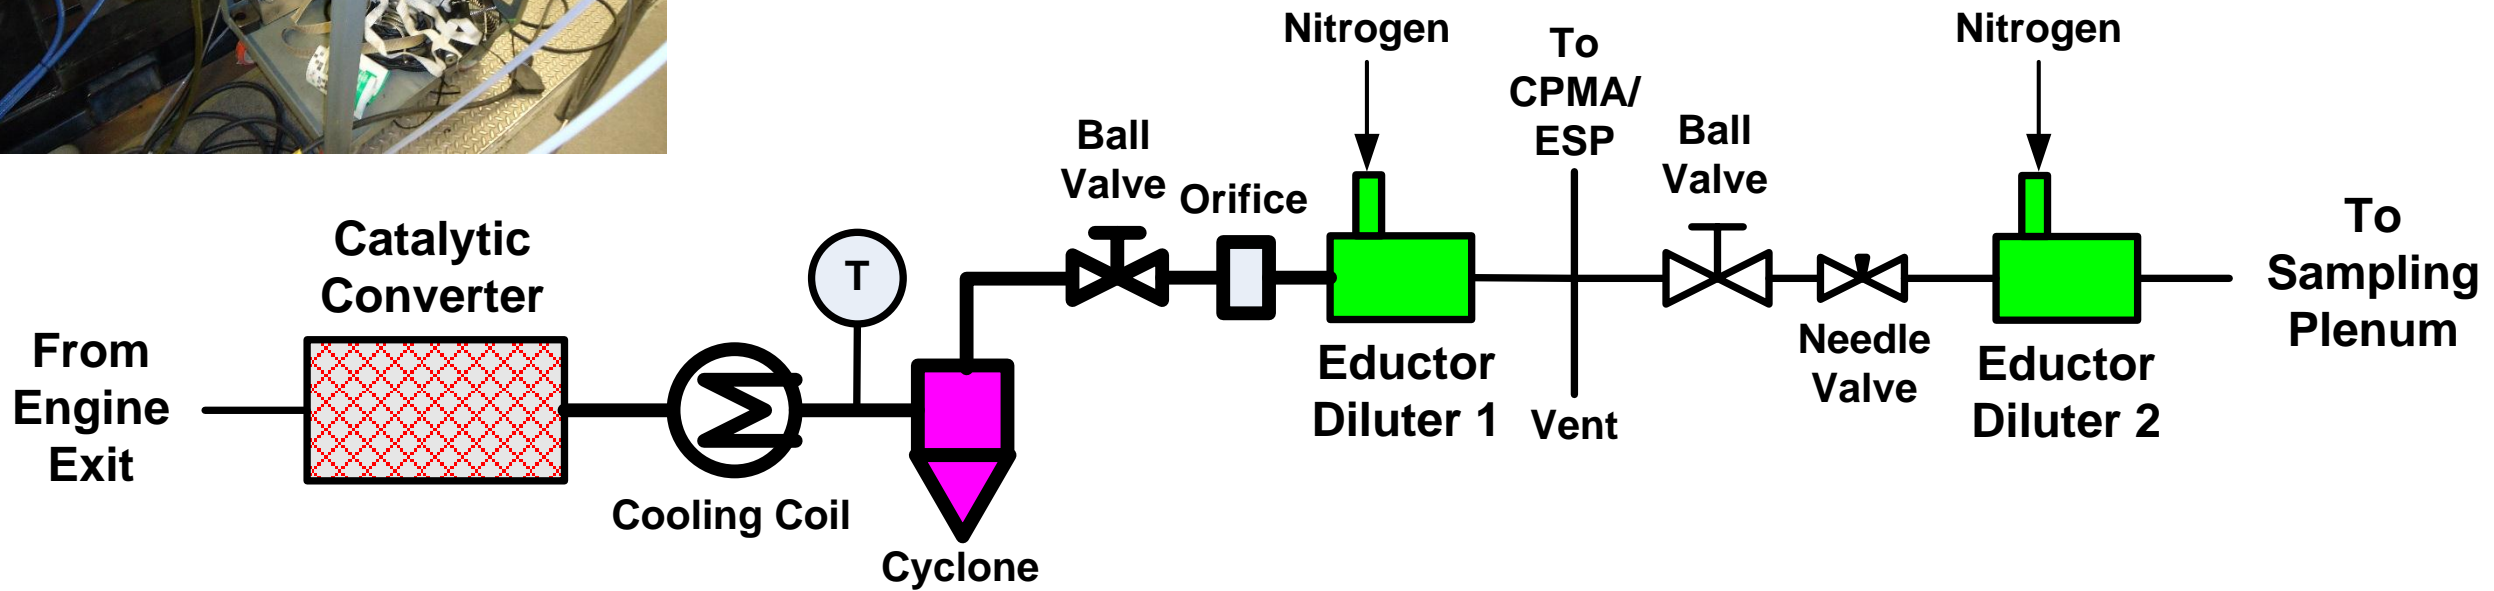 Nitrogen
To
CPMA/
ESP
Nitrogen
Ball
Valve
Orifice
Ball
Valve
Catalytic
Converter
T
To
Sampling
Plenum
From
Engine
Exit
Eductor
Diluter 1
Vent
Needle
Valve
Eductor
Diluter 2
Cooling Coil
Cyclone